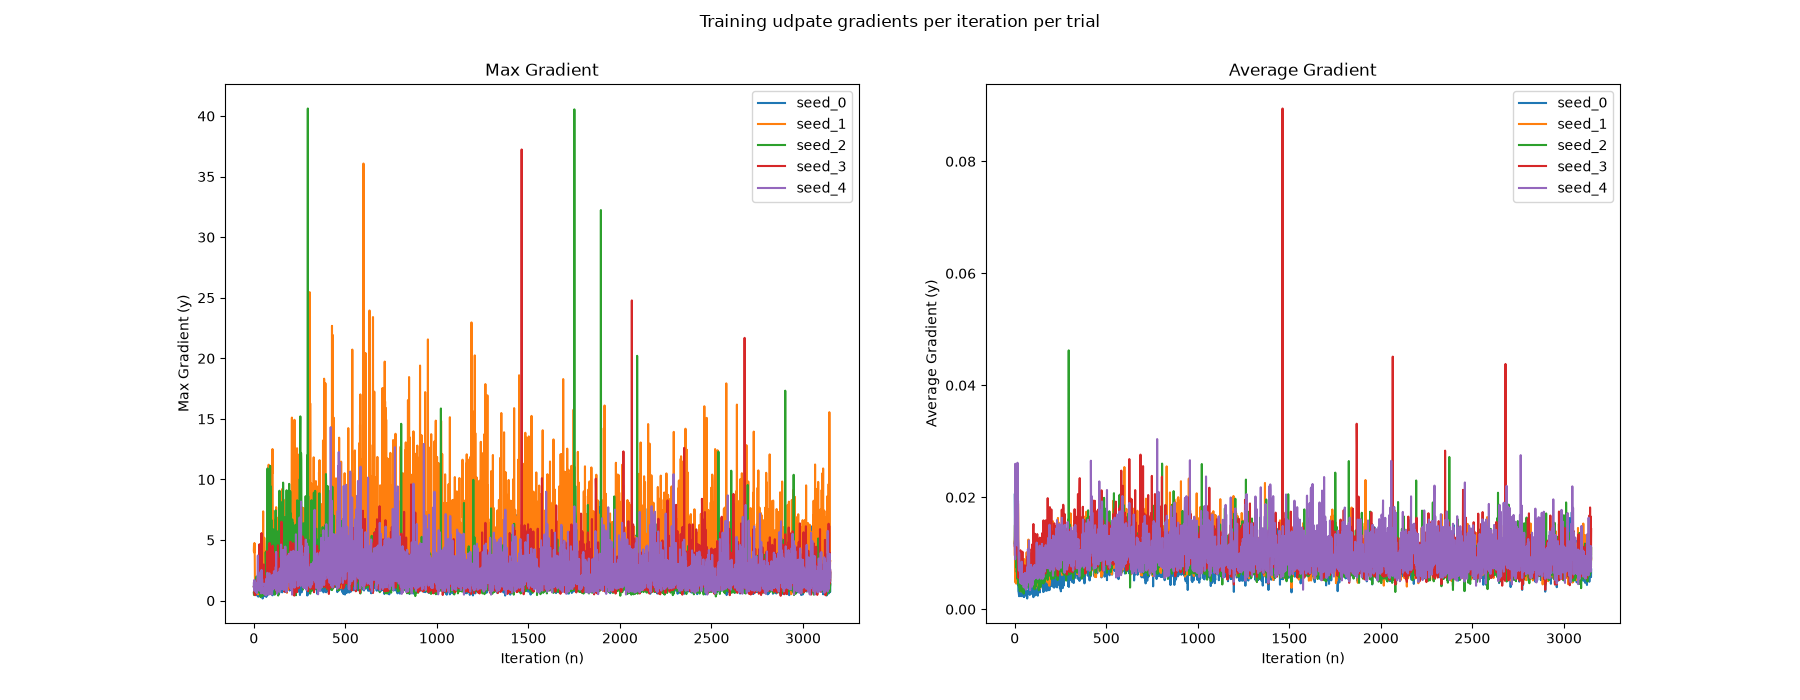 Training udpate gradients per iteration per trial
Max Gradient
Max Gradient (y)
40
35
30
25
20
15
10
5
0
0 500 1000 1500 2000 2500 3000
Iteration (n)
seed_0
seed_1
seed_2
seed_3
seed_4
Average Gradient
Average Gradient (y)
0.08
0.06
0.04
0.02
0.00
0 500 1000 1500 2000 2500 3000
Iteration (n)
seed_0
seed_1
seed_2
seed_3
seed_4